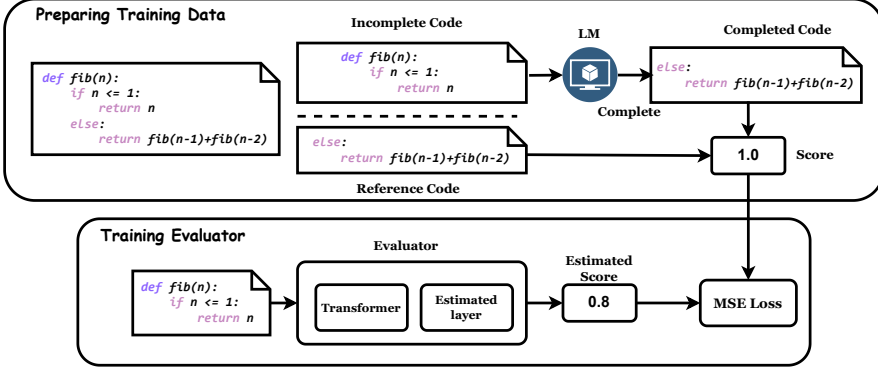 Preparing Training Data
def fib(n):
if n <= 1:
return n
else:
return fib(n-1)+fib(n-2)
Incomplete Code
def fib(n):
if n <= 1:
return n
LM
Complete
Completed Code
else:
return fib(n-1)+fib(n-2)
else:
return fib(n-1)+fib(n-2)
Reference Code
1.0
Score
Training Evaluator
def fib(n):
if n <= 1:
return n
Evaluator
Transformer
Estimated
layer
Estimated
Score
0.8
MSE Loss